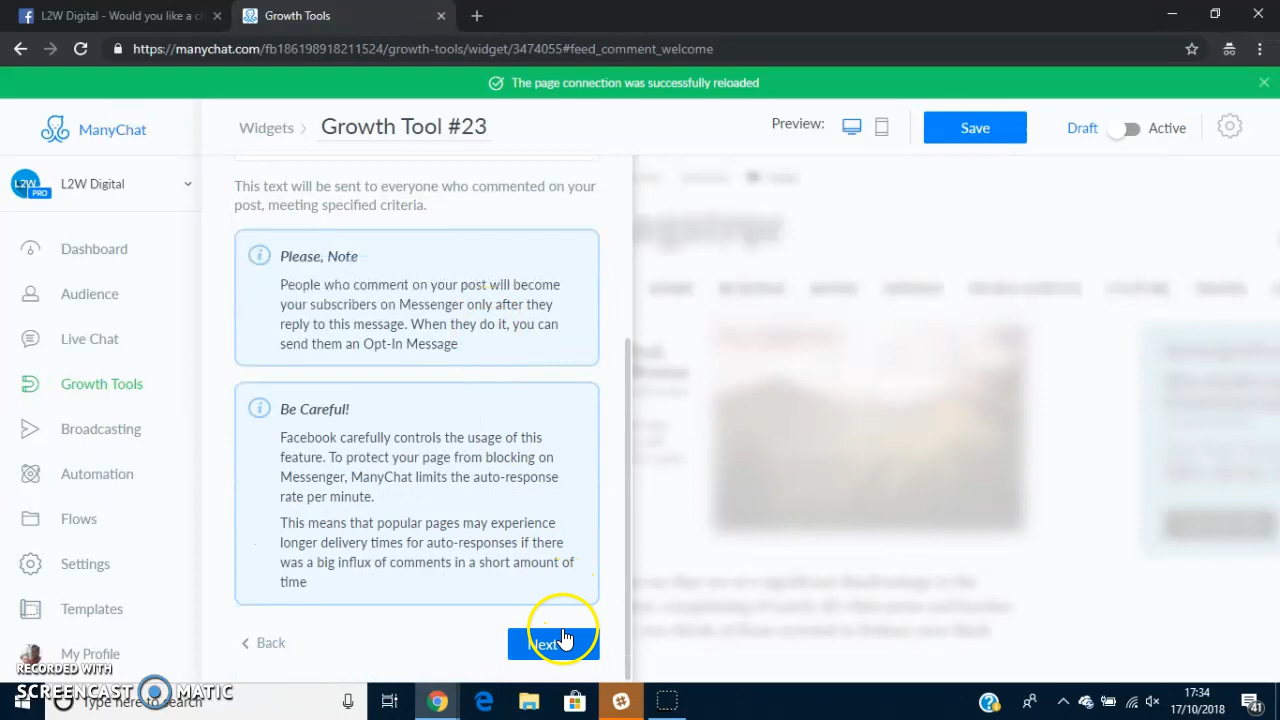 L2W Digital - Would you like a c
Growth Tools
https://manychat.com/fb186198918211524/growth-tools/widget/3474055#feed_comment_welcome
The page connection was successfully reloaded
ManyChat
Widgets
Growth Tool #23
Preview:
Save
Draft
Active
L2W
PRO
L2W Digital
Dashboard
Audience
Live Chat
Growth Tools
Broadcasting
Automation
Flows
Settings
Templates
My Profile
This text will be sent to everyone who commented on your
post, meeting specified criteria.
Please, Note
People who comment on your post will become
your subscribers on Messenger only after they
reply to this message. When they do it, you can
send them an Opt-In Message
Be Careful!
Facebook carefully controls the usage of this
feature. To protect your page from blocking on
Messenger, ManyChat limits the auto-response
rate per minute.
This means that popular pages may experience
longer delivery times for auto-responses if there
was a big influx of comments in a short amount of
time
Back
Next
RECORDED WITH
SCREENCAST MATIC
here to search
17:34
17/10/2018
41